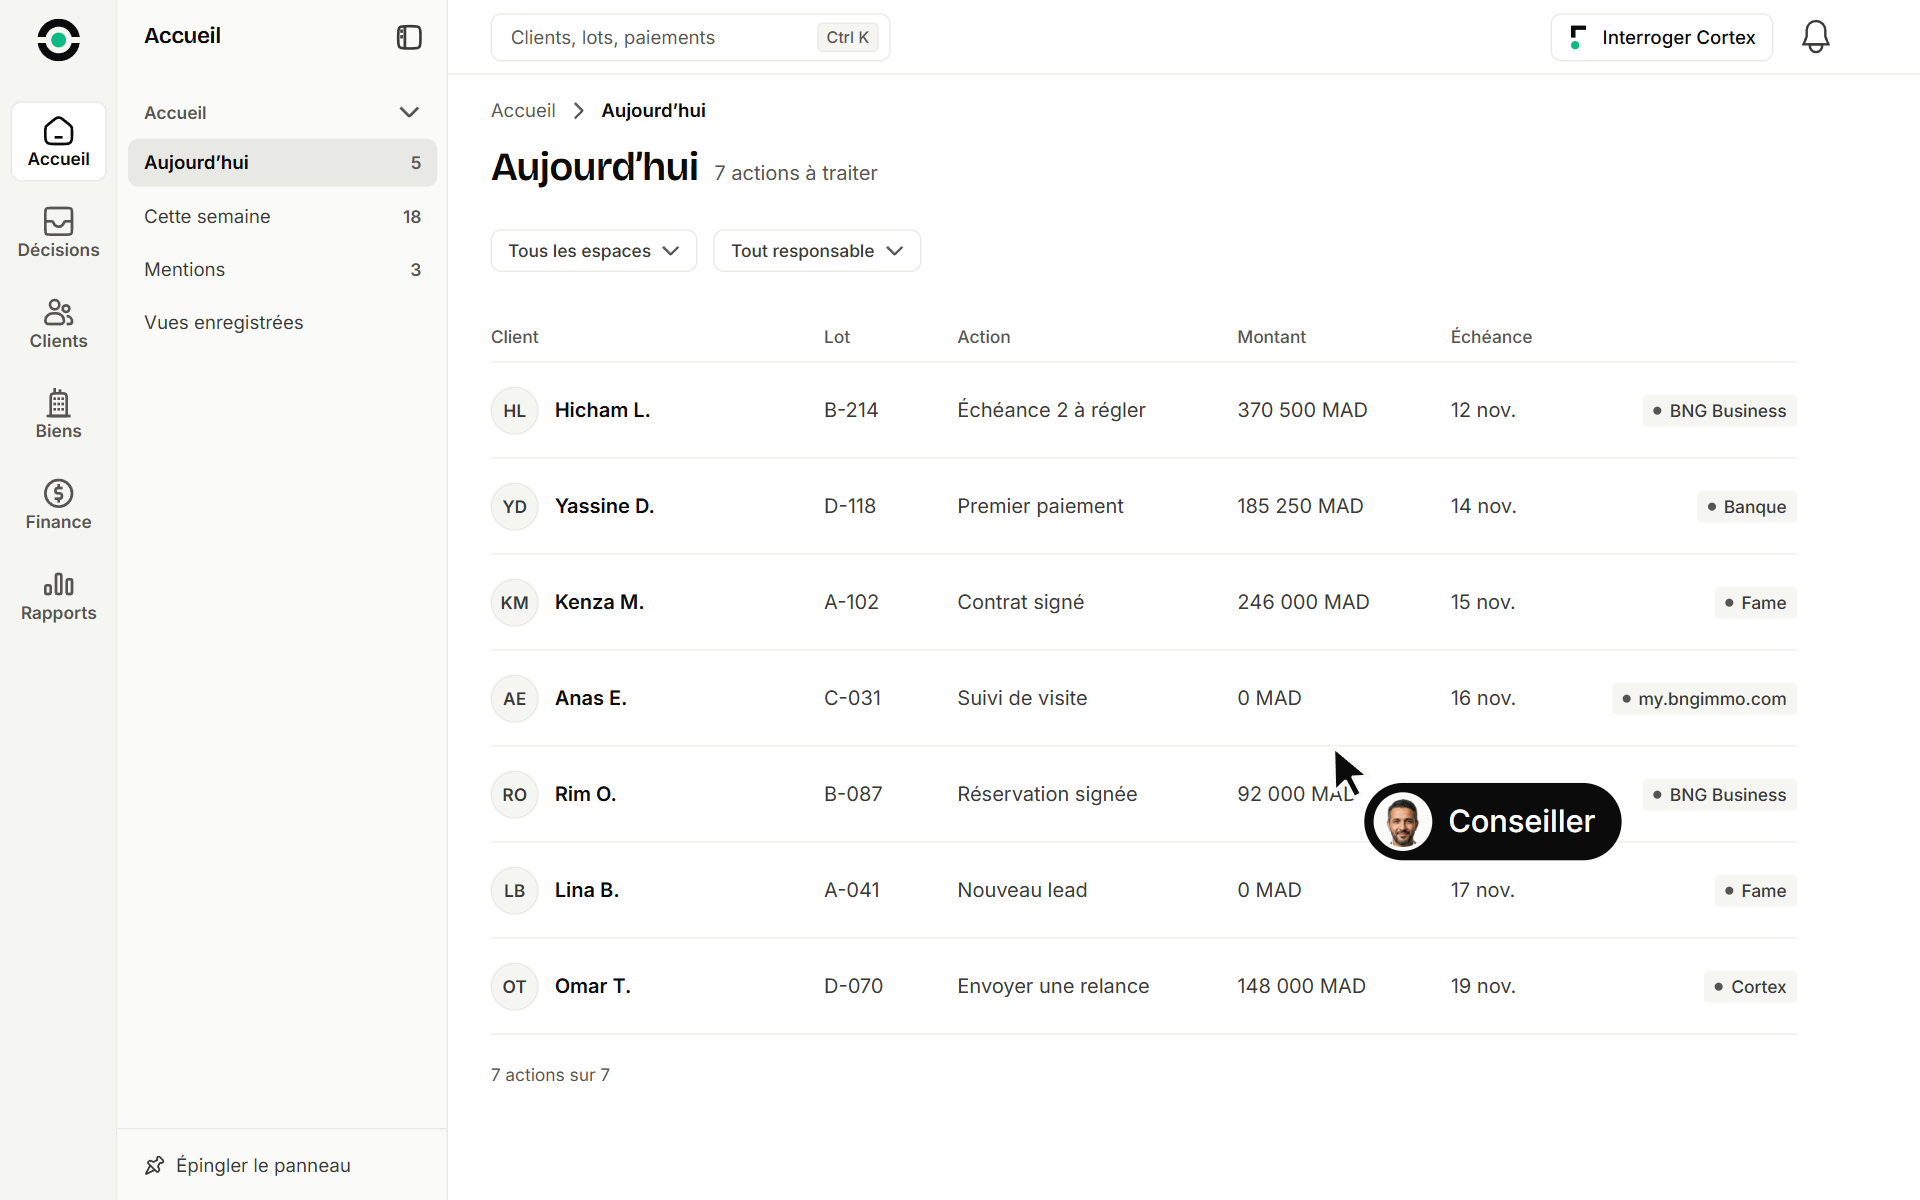 Accueil
Clients, lots, paiements
Ctrl K
Interroger Cortex
Accueil
Décisions
Clients
Biens
Finance
Rapports
Accueil
Aujourd’hui 5
Cette semaine 18
Mentions 3
Vues enregistrées
Épingler le panneau
Accueil Aujourd’hui
Aujourd’hui 7 actions à traiter
Tous les espaces Tout responsable
Client Lot Action Montant Échéance
HL Hicham L. B-214 Échéance 2 à régler 370 500 MAD 12 nov. BNG Business
YD Yassine D. D-118 Premier paiement 185 250 MAD 14 nov. Banque
KM Kenza M. A-102 Contrat signé 246 000 MAD 15 nov. Fame
AE Anas E. C-031 Suivi de visite 0 MAD 16 nov. my.bngimmo.com
RO Rim O. B-087 Réservation signée 92 000 MAD BNG Business
Conseiller
LB Lina B. A-041 Nouveau lead 0 MAD 17 nov. Fame
OT Omar T. D-070 Envoyer une relance 148 000 MAD 19 nov. Cortex
7 actions sur 7